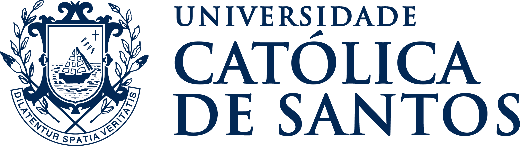 UNIVERSIDADE
CATÓLICA
DE SANTOS
DILATENTUR SPATIA VERITATIS